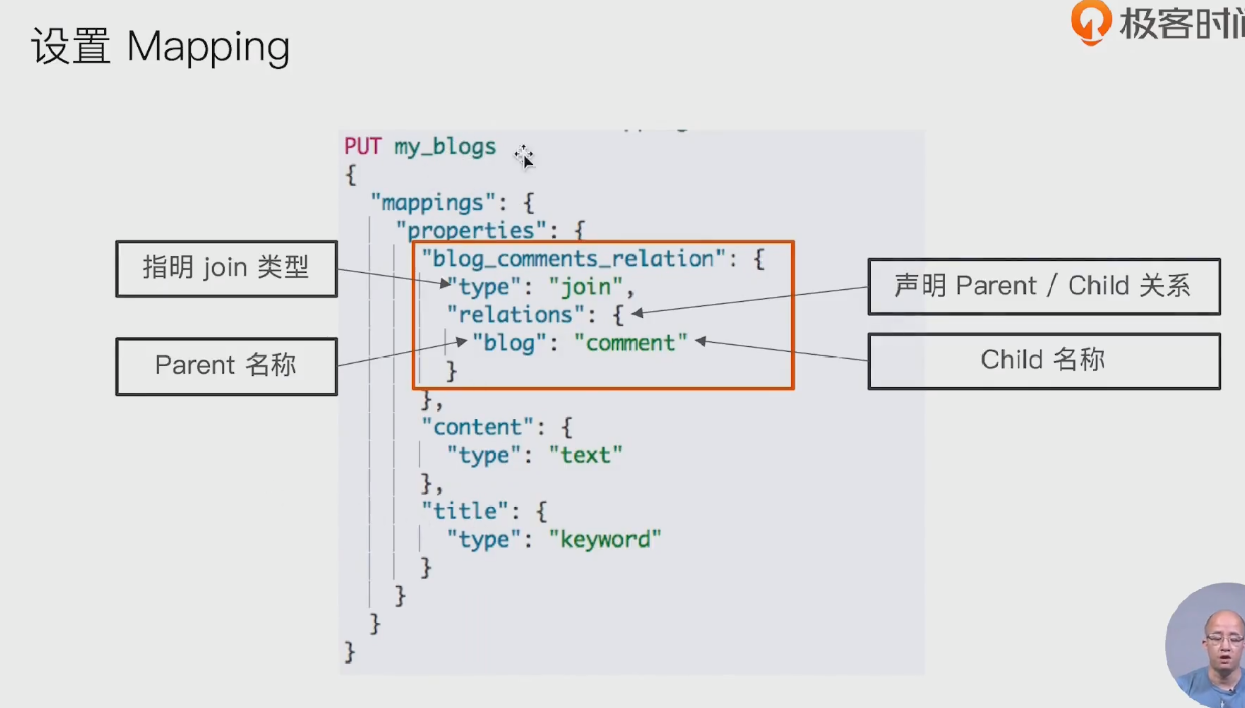 设置 Mapping
极客时间
PUT my_blogs
{
"mappings": {
"properties": {
"blog_comments_relation": {
"type": "join",
"relations": {
"blog": "comment"
}
},
"content": {
"type": "text"
},
"title": {
"type": "keyword"
}
}
}
}
指明 join 类型
Parent 名称
声明 Parent / Child 关系
Child 名称